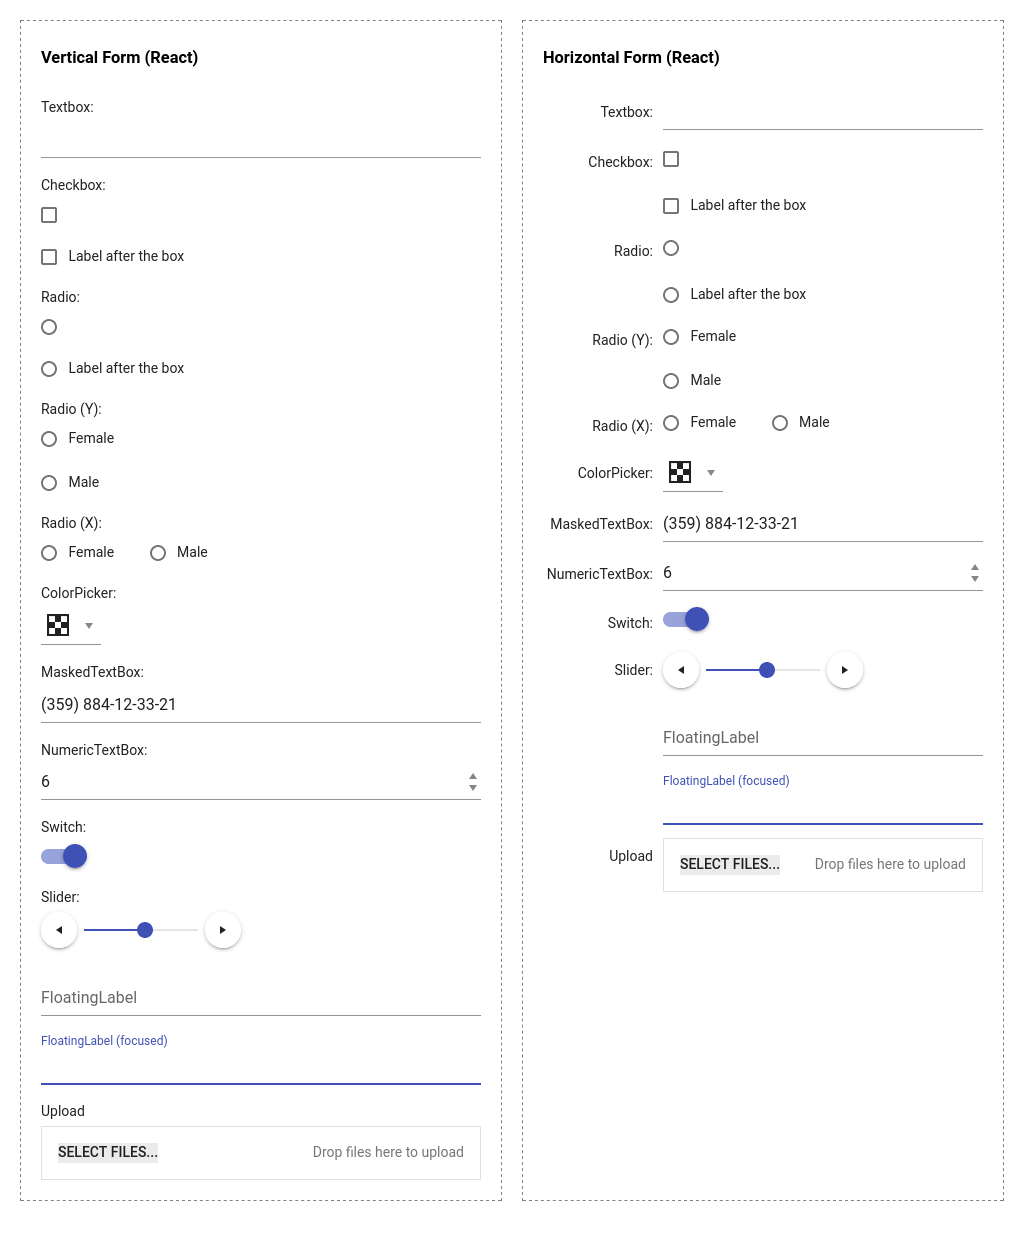 Vertical Form (React)
Textbox:
Checkbox:
Label after the box
Radio:
Label after the box
Radio (Y):
Female
Male
Radio (X):
Female Male
ColorPicker:
MaskedTextBox:
(359) 884-12-33-21
NumericTextBox:
6
Switch:
Slider:
FloatingLabel
FloatingLabel (focused)
Upload
SELECT FILES... Drop files here to upload
Horizontal Form (React)
Textbox:
Checkbox:
Label after the box
Radio:
Label after the box
Radio (Y): Female
Male
Radio (X): Female Male
ColorPicker:
MaskedTextBox: (359) 884-12-33-21
NumericTextBox: 6
Switch:
Slider:
FloatingLabel
FloatingLabel (focused)
Upload SELECT FILES... Drop files here to upload